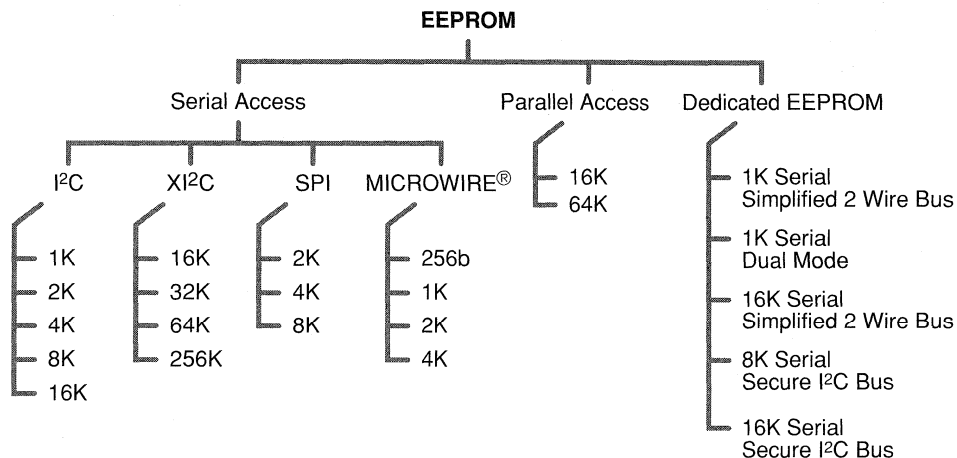 EEPROM
Serial Access
Parallel Access
Dedicated EEPROM
I²C
XI²C
SPI
MICROWIRE®
1K
2K
4K
8K
16K
16K
32K
64K
256K
2K
4K
8K
256b
1K
2K
4K
16K
64K
1K Serial
Simplified 2 Wire Bus
1K Serial
Dual Mode
16K Serial
Simplified 2 Wire Bus
8K Serial
Secure I²C Bus
16K Serial
Secure I²C Bus